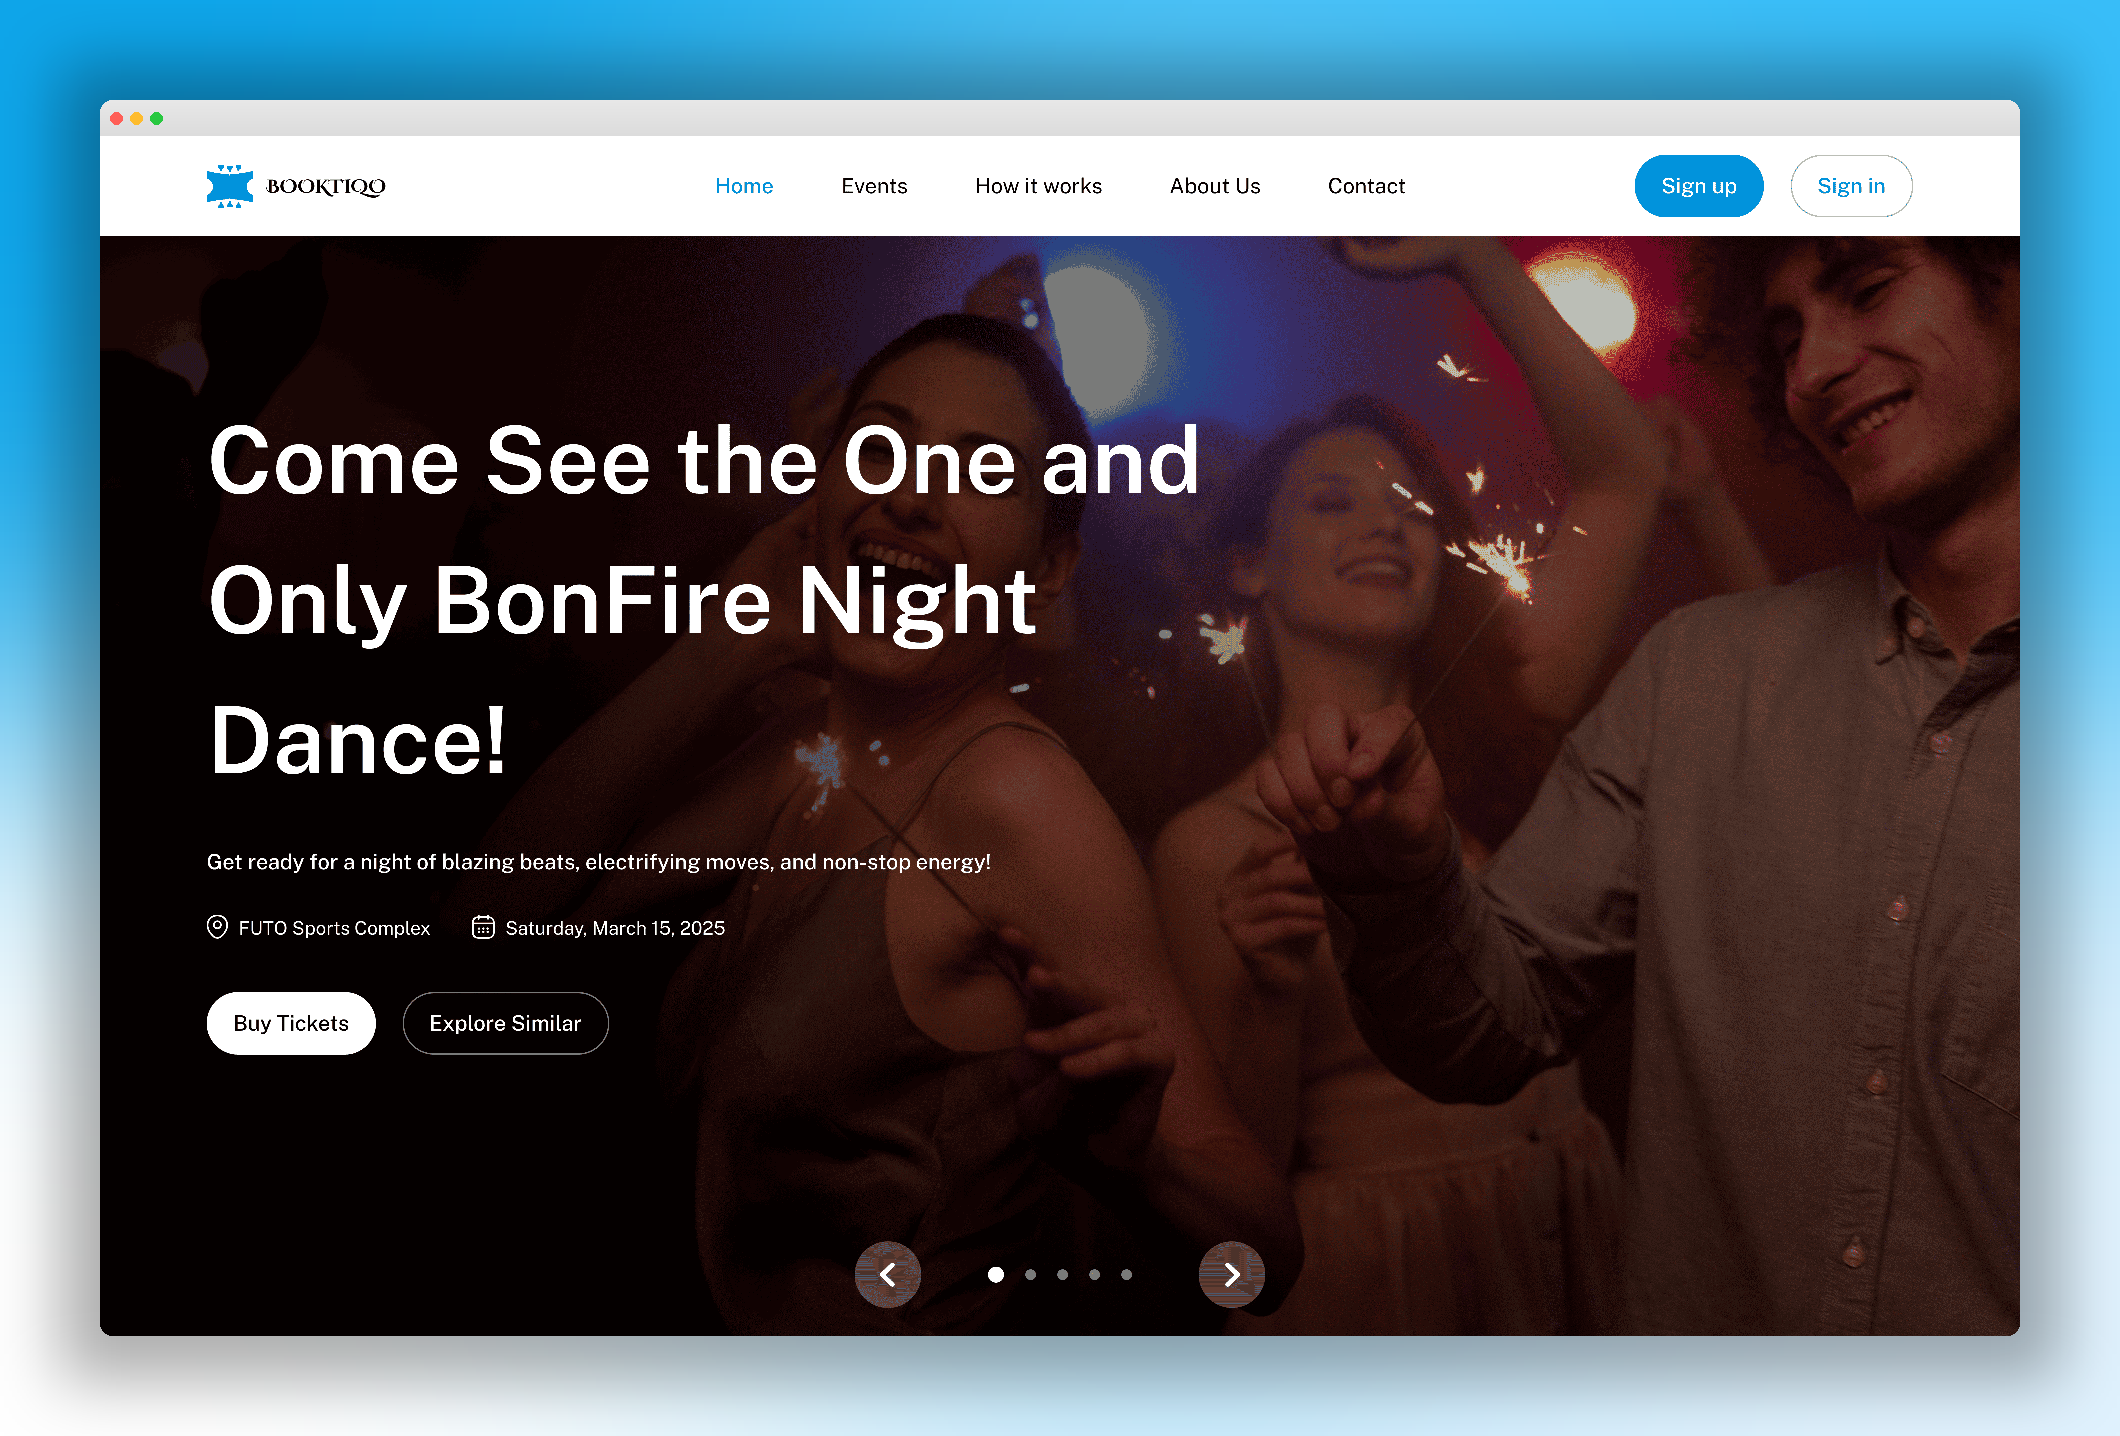 BOOKTIQO
Home Events How it works About Us Contact
Sign up Sign in
Come See the One and
Only BonFire Night
Dance!
Get ready for a night of blazing beats, electrifying moves, and non-stop energy!
FUTO Sports Complex Saturday, March 15, 2025
Buy Tickets Explore Similar